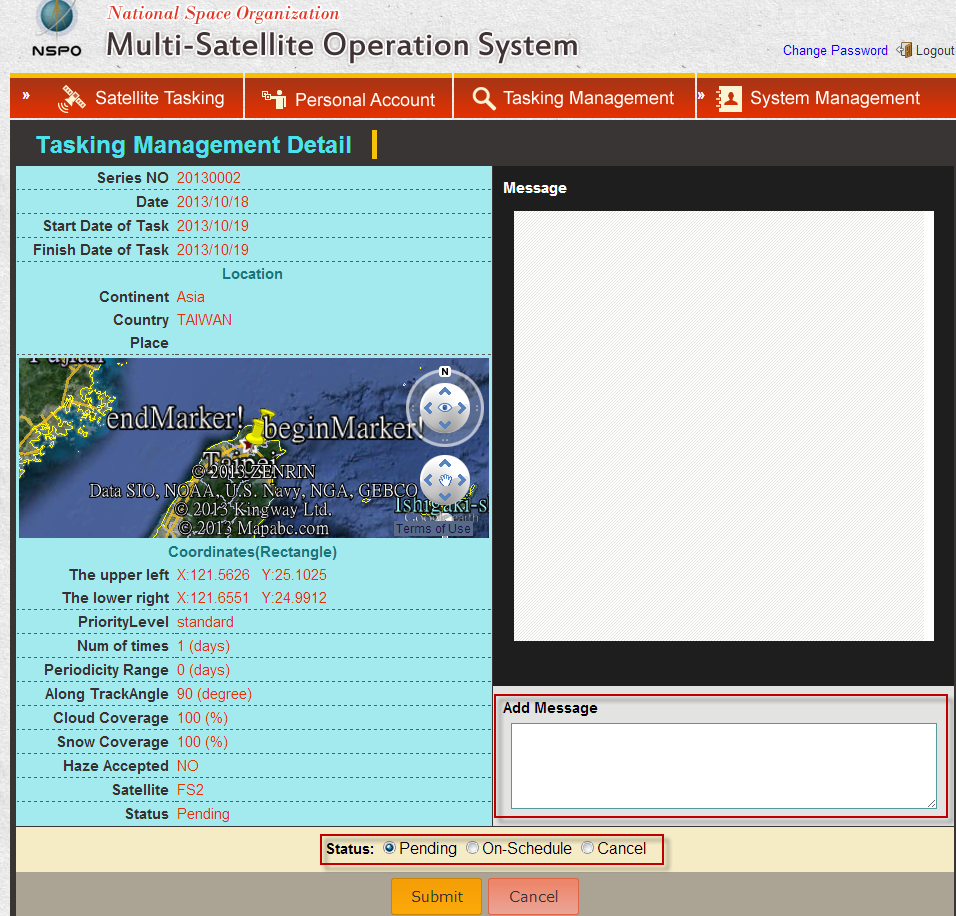 National Space Organization
NSPO
Multi-Satellite Operation System
Change Password Logout
» Satellite Tasking Personal Account Tasking Management » System Management
Tasking Management Detail
Series NO 20130002
Date 2013/10/18
Start Date of Task 2013/10/19
Finish Date of Task 2013/10/19
Location
Continent Asia
Country TAIWAN
Place
Fujian
N
endMarker! beginMarker!
Taipei
© 2013 ZENRIN
Data SIO, NOAA, U.S. Navy, NGA, GEBCO
© 2013 Kingway Ltd.
Ishigaki-s
© 2013 Mapabc.com
Terms of Use
Coordinates(Rectangle)
The upper left X:121.5626 Y:25.1025
The lower right X:121.6551 Y:24.9912
PriorityLevel standard
Num of times 1 (days)
Periodicity Range 0 (days)
Along TrackAngle 90 (degree)
Cloud Coverage 100 (%)
Snow Coverage 100 (%)
Haze Accepted NO
Satellite FS2
Status Pending
Message
Add Message
Status: Pending On-Schedule Cancel
Submit Cancel